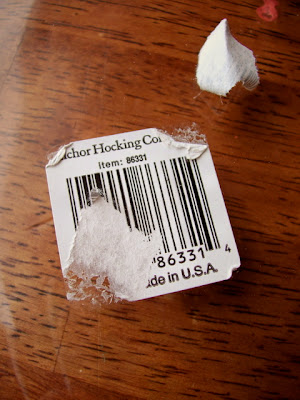 chor Hocking Co
Item: 86331
86331 4
de in U.S.A.